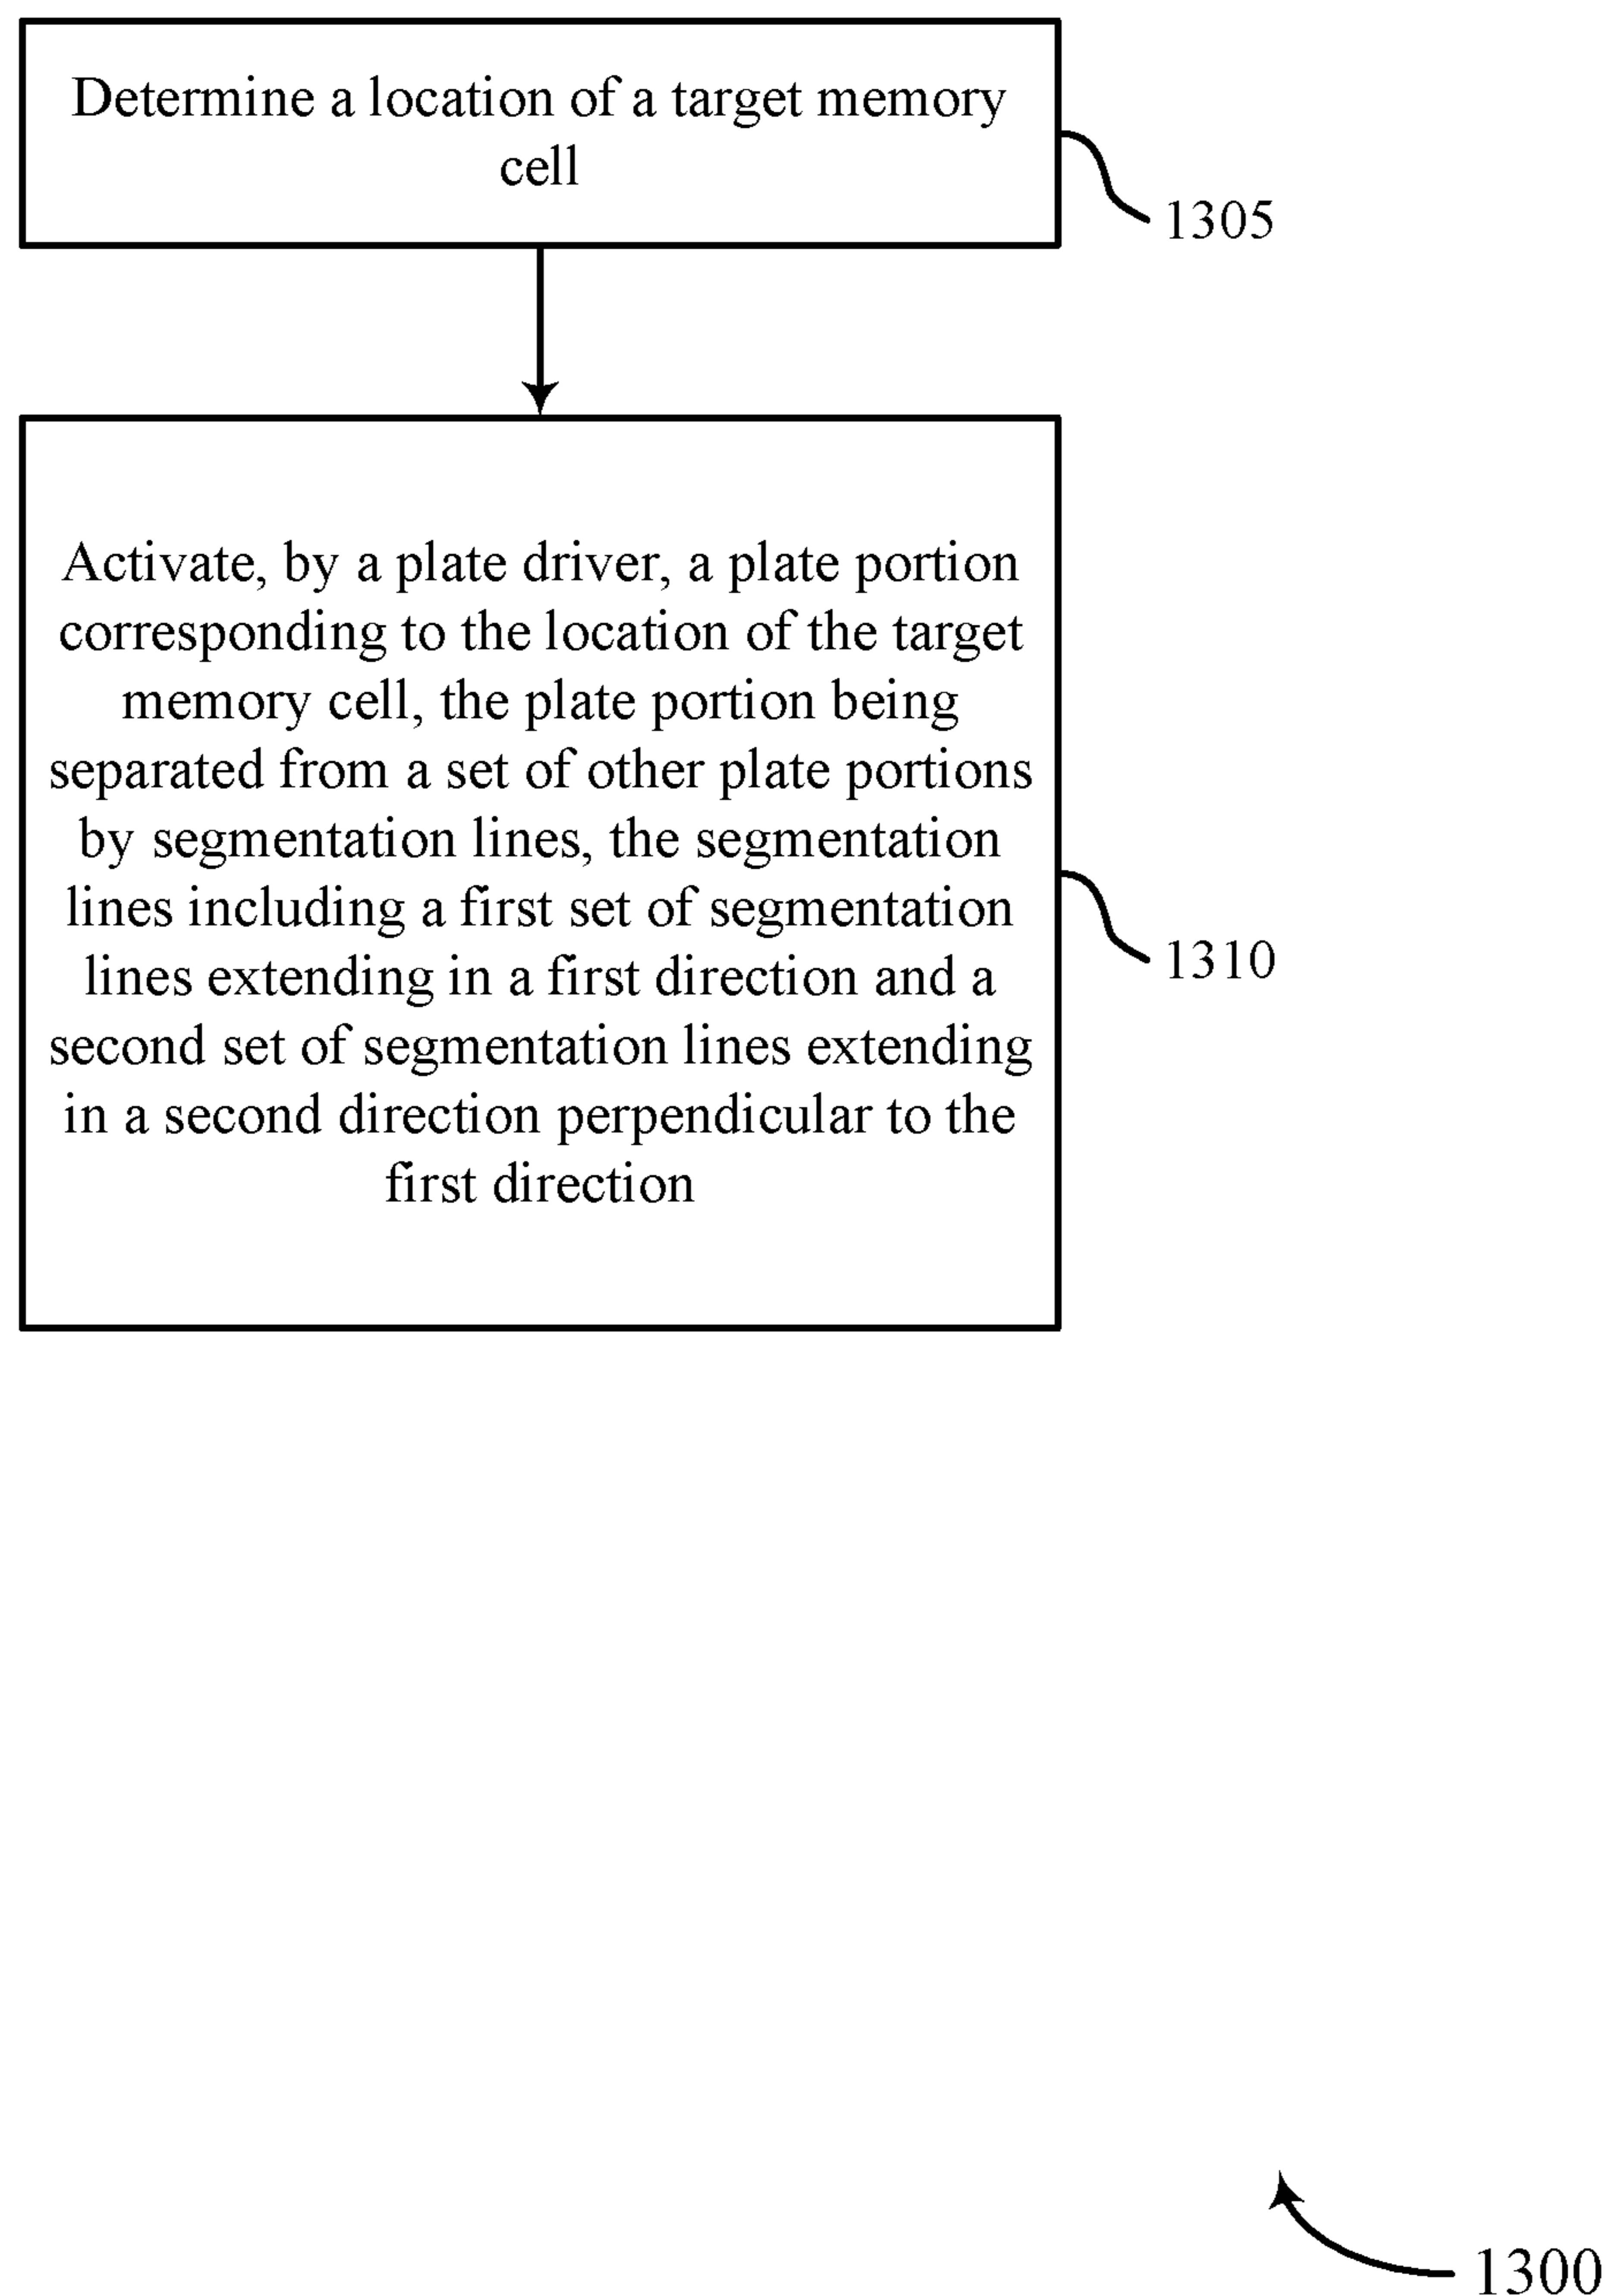 Determine a location of a target memory
cell
1305
Activate, by a plate driver, a plate portion
corresponding to the location of the target
memory cell, the plate portion being
separated from a set of other plate portions
by segmentation lines, the segmentation
lines including a first set of segmentation
lines extending in a first direction and a
second set of segmentation lines extending
in a second direction perpendicular to the
first direction
1310
1300